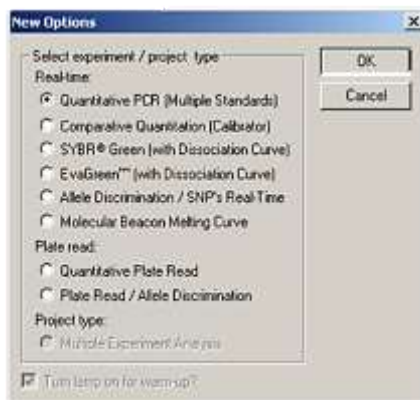 New Options
Select experiment / project type
OK
Real-time:
Quantitative PCR (Multiple Standards)
Cancel
Comparative Quantitation (Calibrator)
SYBR® Green (with Dissociation Curve)
EvaGreen™ (with Dissociation Curve)
Allele Discrimination / SNP's Real-Time
Molecular Beacon Melting Curve
Plate read:
Quantitative Plate Read
Plate Read / Allele Discrimination
Project type:
Multiple Experiment Analysis
Turn lamp on for warm-up?